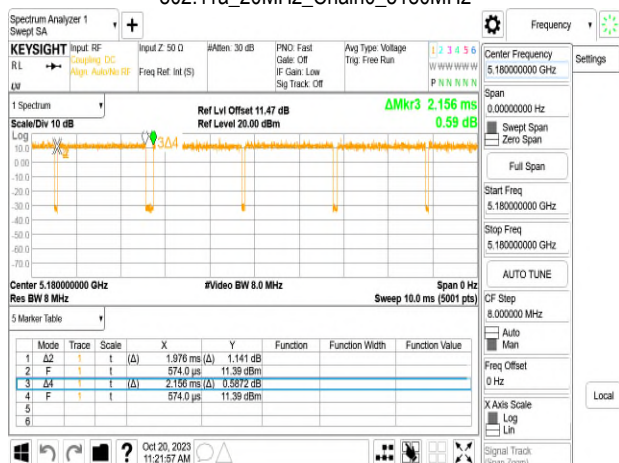 Spectrum Analyzer 1
Swept SA
Frequency
KEYSIGHT
RL
Input: RF
Coupling: DC
Align: Auto/No RF
Input Z: 50 Ω
Freq Ref: Int (S)
#Atten: 30 dB
PNO: Fast
Gate: Off
IF Gain: Low
Sig Track: Off
Avg Type: Voltage
Trig: Free Run
1 2 3 4 5 6
W W W W W W
P N N N N N
1 Spectrum
Scale/Div 10 dB
Log
Ref Lvl Offset 11.47 dB
Ref Level 20.00 dBm
ΔMkr3 2.156 ms
0.59 dB
3Δ4
10.0
0.00
-10.0
-20.0
-30.0
-40.0
-50.0
-60.0
-70.0
Center 5.180000000 GHz
Res BW 8 MHz
#Video BW 8.0 MHz
Span 0 Hz
Sweep 10.0 ms (5001 pts)
5 Marker Table
Mode Trace Scale X Y Function Function Width Function Value
1 Δ2 1 t (Δ) 1.976 ms (Δ) 1.141 dB
2 F 1 t 574.0 µs 11.39 dBm
3 Δ4 1 t (Δ) 2.156 ms (Δ) 0.5872 dB
4 F 1 t 574.0 µs 11.39 dBm
5
6
?
Oct 20, 2023
11:21:57 AM
Center Frequency
5.180000000 GHz
Span
0.00000000 Hz
Swept Span
Zero Span
Full Span
Start Freq
5.180000000 GHz
Stop Freq
5.180000000 GHz
AUTO TUNE
CF Step
8.000000 MHz
Auto
Man
Freq Offset
0 Hz
X Axis Scale
Log
Lin
Signal Track
Settings
Local